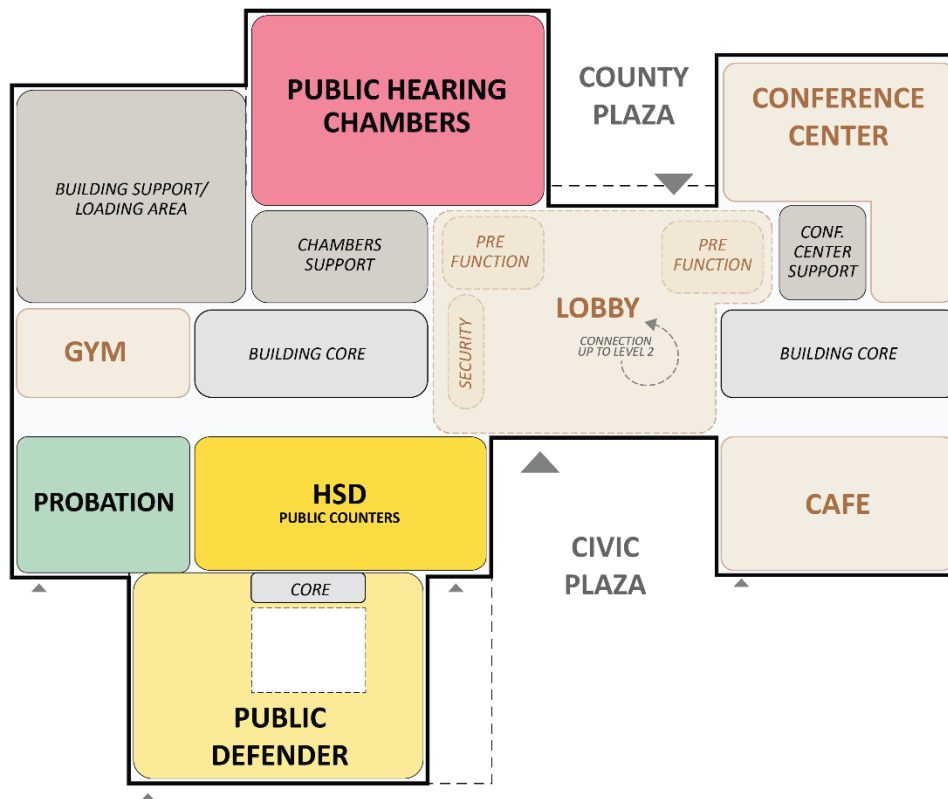 PUBLIC HEARING
CHAMBERS
COUNTY
PLAZA
CONFERENCE
CENTER
BUILDING SUPPORT/
LOADING AREA
CHAMBERS
SUPPORT
PRE
FUNCTION
PRE
FUNCTION
CONF.
CENTER
SUPPORT
GYM
BUILDING CORE
SECURITY
LOBBY
CONNECTION
UP TO LEVEL 2
BUILDING CORE
PROBATION
HSD
PUBLIC COUNTERS
CIVIC
PLAZA
CAFE
CORE
PUBLIC
DEFENDER